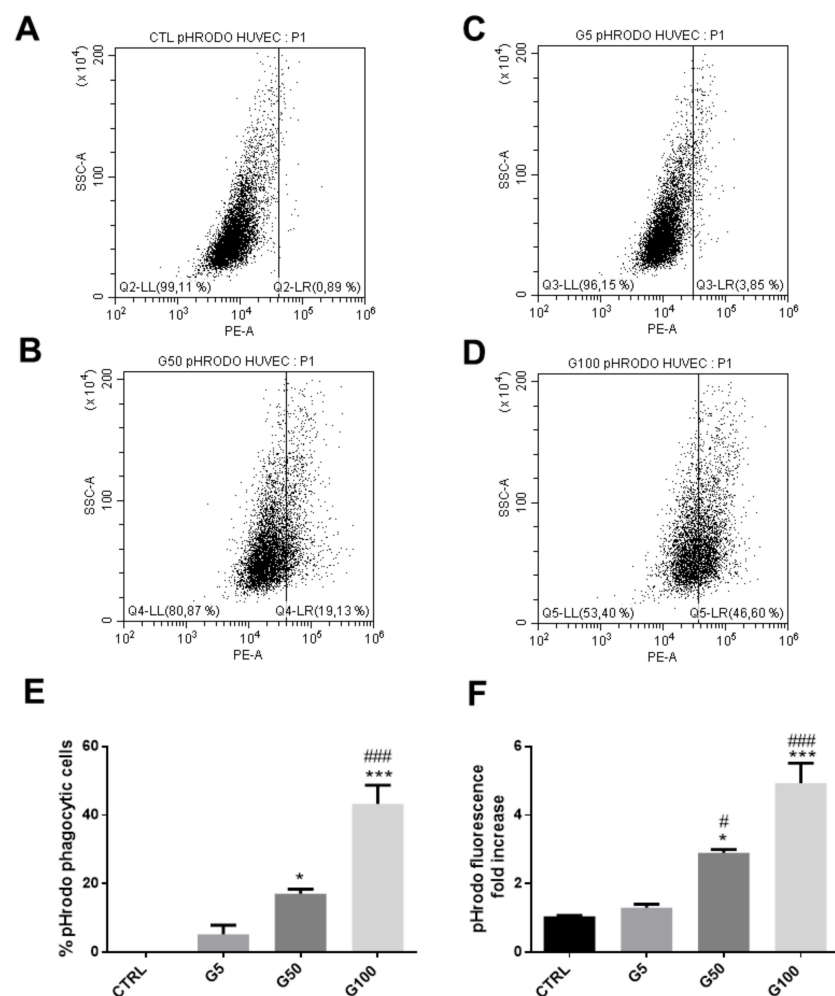 A
CTL pHRODO HUVEC : P1
(x 10⁴)
200
100
0
SSC-A
Q2-LL(99,11 %)
Q2-LR(0,89 %)
10² 10³ 10⁴ 10⁵ 10⁶
PE-A
C
G5 pHRODO HUVEC : P1
(x 10⁴)
200
100
0
SSC-A
Q3-LL(96,15 %)
Q3-LR(3,85 %)
10² 10³ 10⁴ 10⁵ 10⁶
PE-A
B
G50 pHRODO HUVEC : P1
(x 10⁴)
200
100
0
SSC-A
Q4-LL(80,87 %)
Q4-LR(19,13 %)
10² 10³ 10⁴ 10⁵ 10⁶
PE-A
D
G100 pHRODO HUVEC : P1
(x 10⁴)
200
100
0
SSC-A
Q5-LL(53,40 %)
Q5-LR(46,60 %)
10² 10³ 10⁴ 10⁵ 10⁶
PE-A
E
% pHrodo phagocytic cells
60
40
20
0
*
###
***
CTRL G5 G50 G100
F
pHrodo fluorescence
fold increase
6
4
2
0
#
*
###
***
CTRL G5 G50 G100